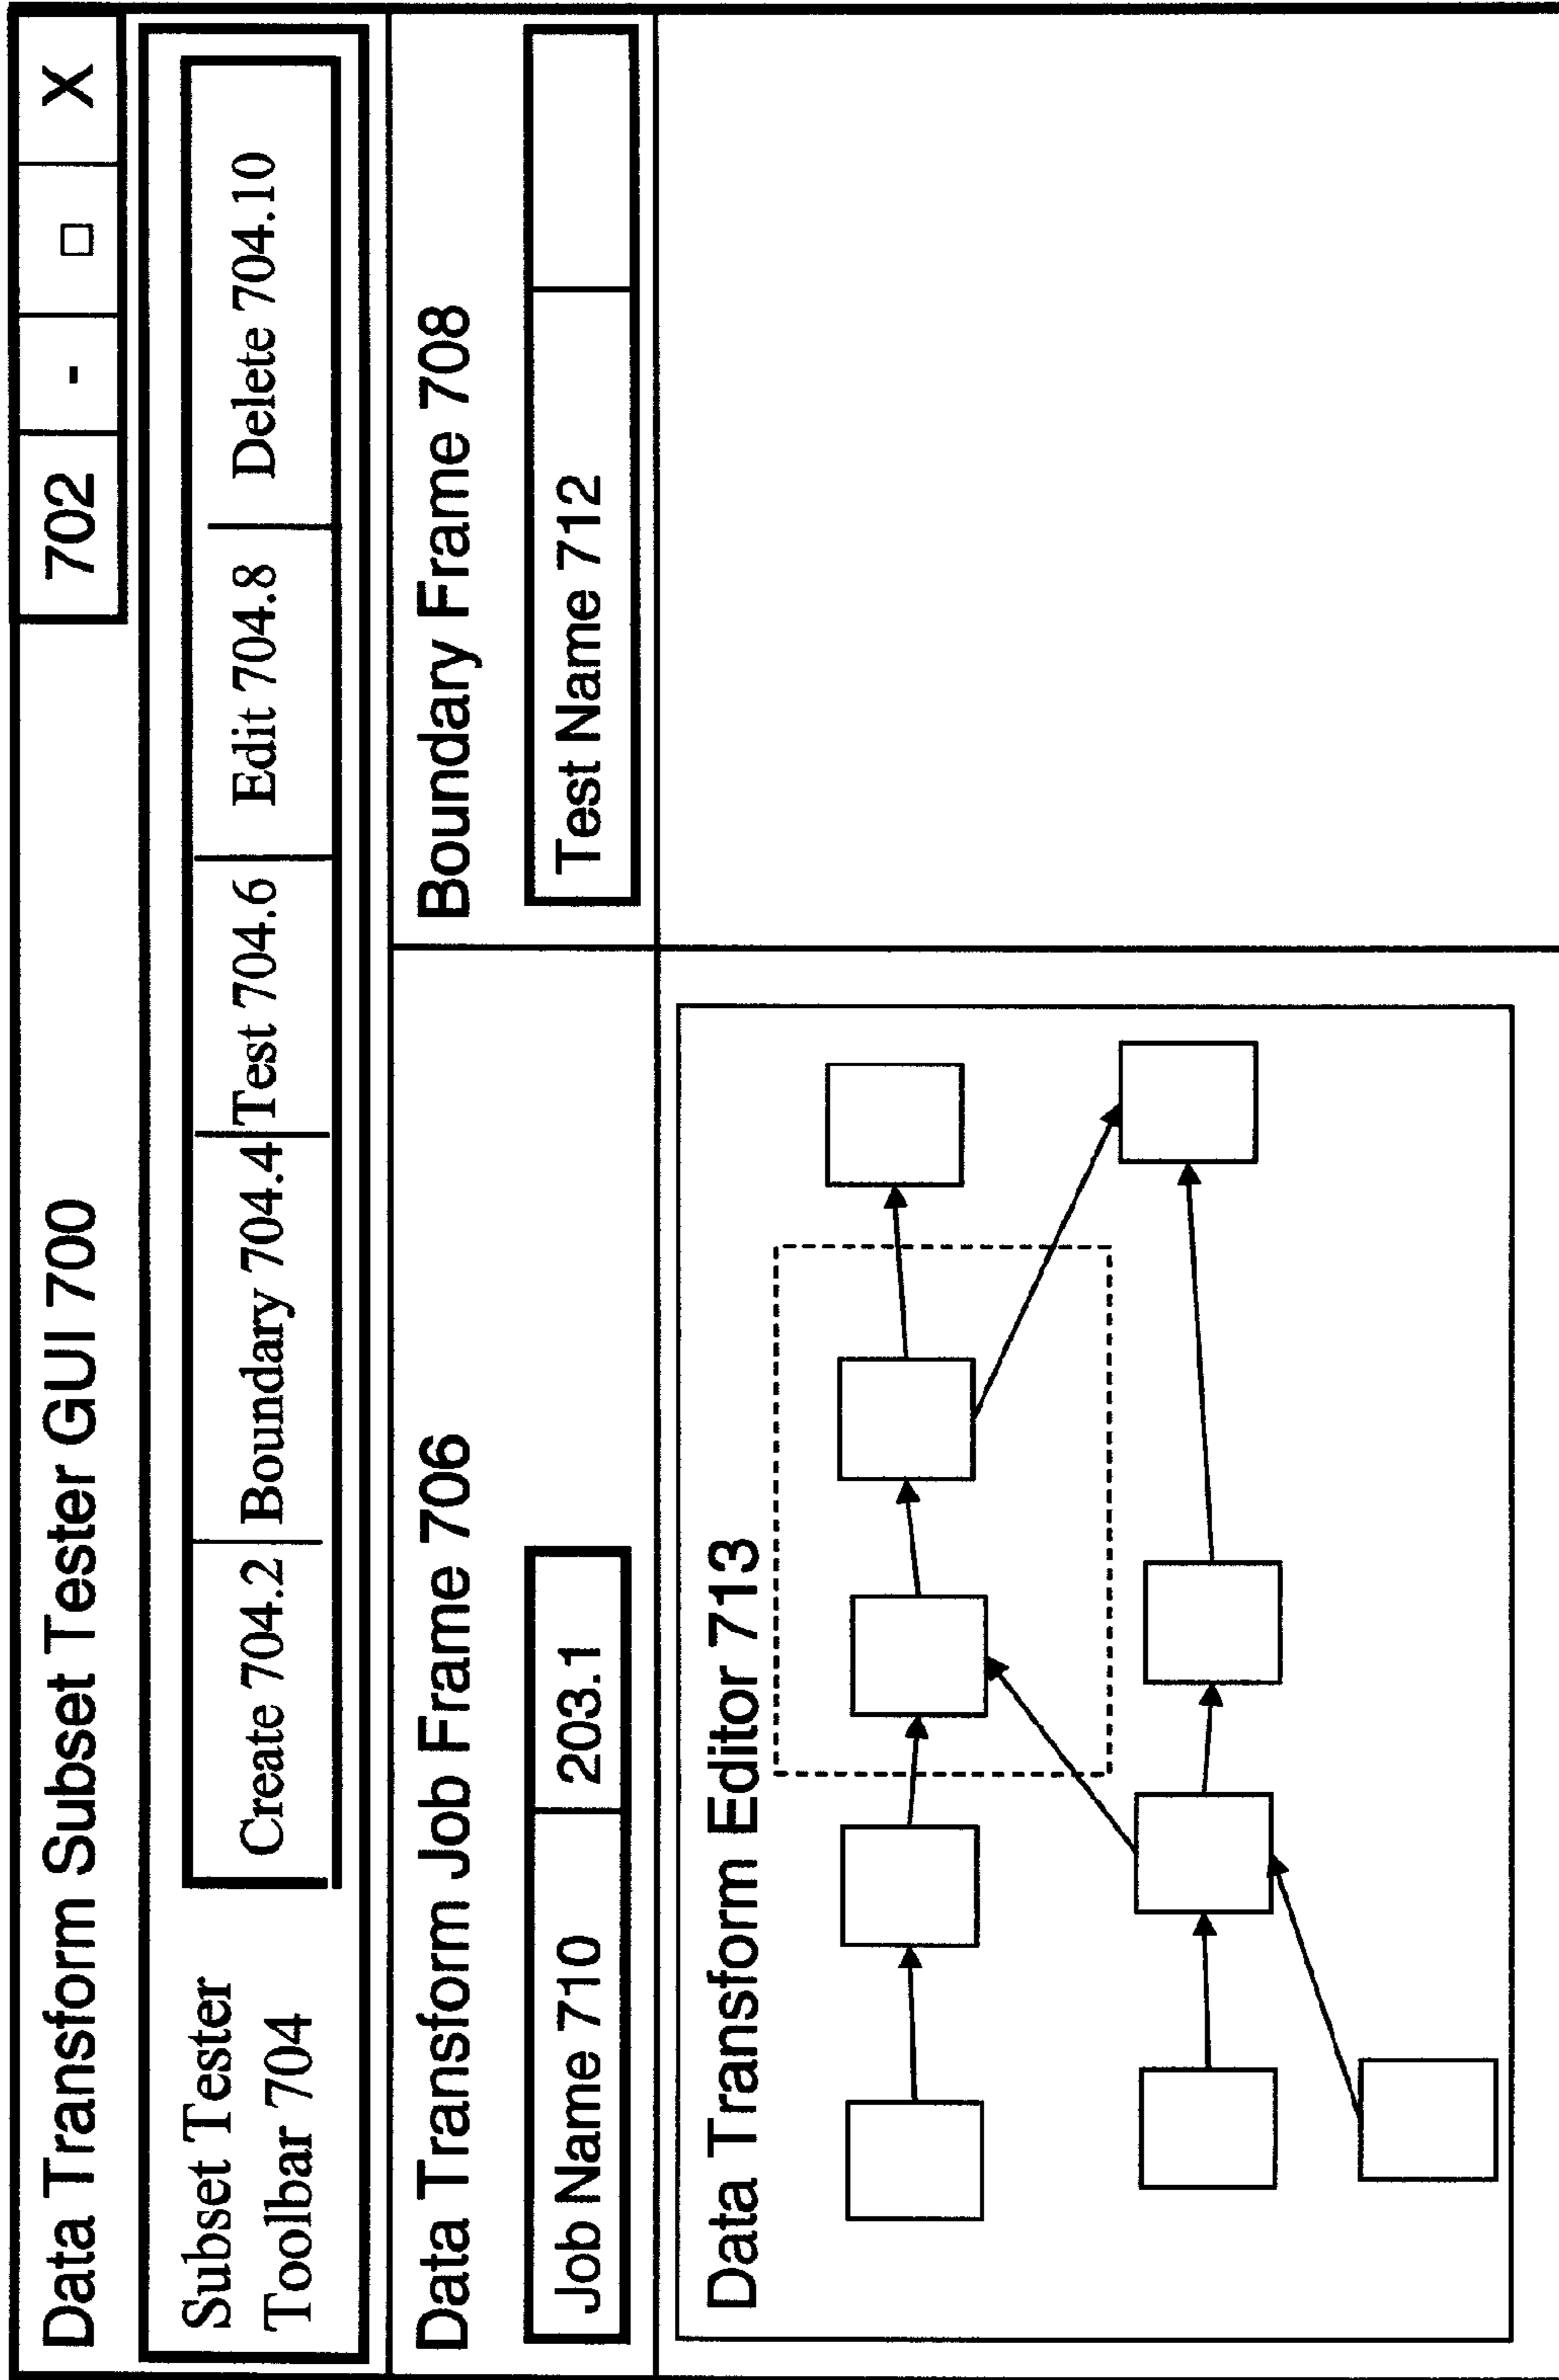 Data Transform Subset Tester GUI 700
702 - □ X
Subset Tester
Toolbar 704
Create 704.2 Boundary 704.4 Test 704.6 Edit 704.8 Delete 704.10
Data Transform Job Frame 706
Boundary Frame 708
Job Name 710 203.1
Test Name 712
Data Transform Editor 713